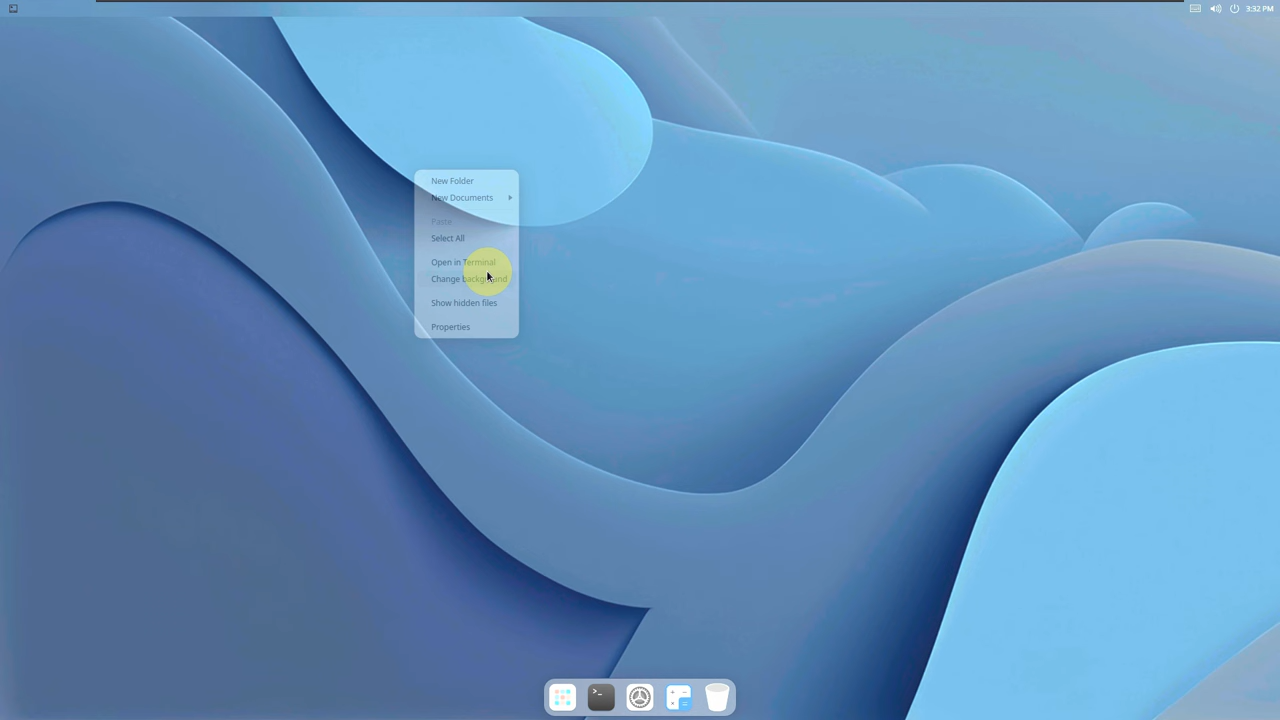 3:32 PM
New Folder
New Documents
Paste
Select All
Open in Terminal
Change background
Show hidden files
Properties